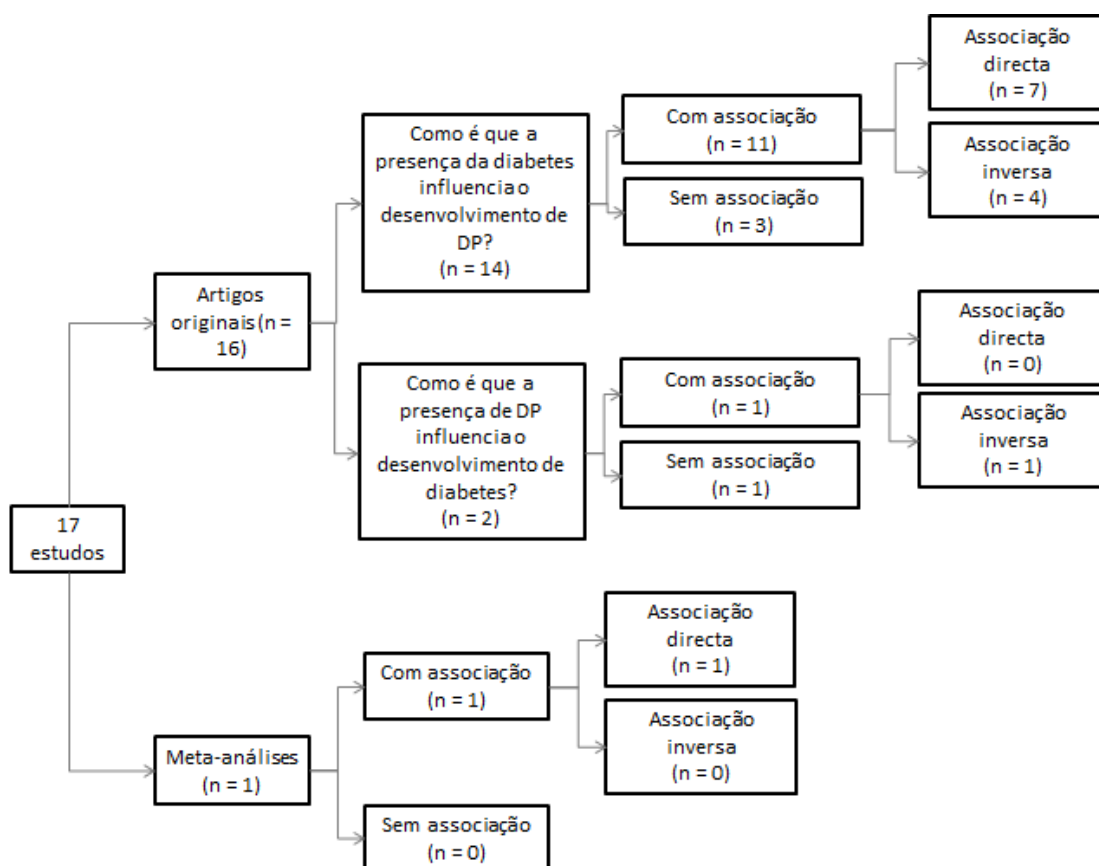 17
estudos
Artigos
originais (n =
16)
Como é que a
presença da diabetes
influencia o
desenvolvimento de
DP?
(n = 14)
Com associação
(n = 11)
Associação
directa
(n = 7)
Associação
inversa
(n = 4)
Sem associação
(n = 3)
Como é que a
presença de DP
influencia o
desenvolvimento de
diabetes?
(n = 2)
Com associação
(n = 1)
Associação
directa
(n = 0)
Associação
inversa
(n = 1)
Sem associação
(n = 1)
Meta-análises
(n = 1)
Com associação
(n = 1)
Associação
directa
(n = 1)
Associação
inversa
(n = 0)
Sem associação
(n = 0)